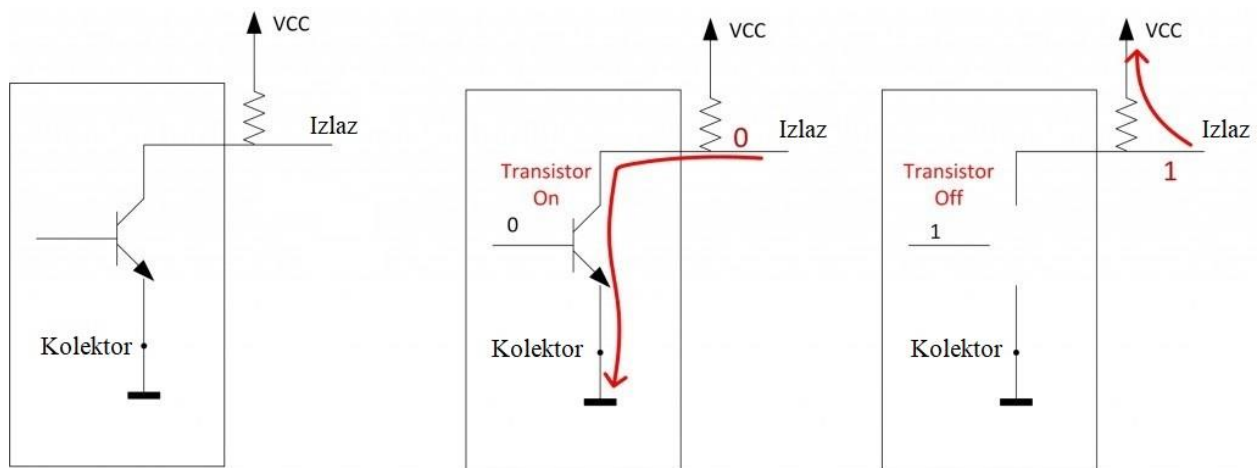 VCC
Izlaz
Kolektor
VCC
Izlaz
0
Transistor
On
0
Kolektor
VCC
Izlaz
1
Transistor
Off
1
Kolektor